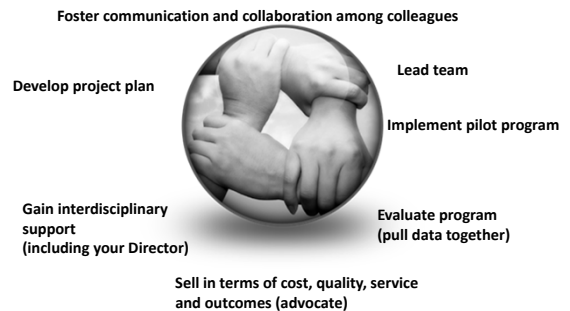 Foster communication and collaboration among colleagues
Lead team
Develop project plan
Implement pilot program
Gain interdisciplinary
support
(including your Director)
Evaluate program
(pull data together)
Sell in terms of cost, quality, service
and outcomes (advocate)